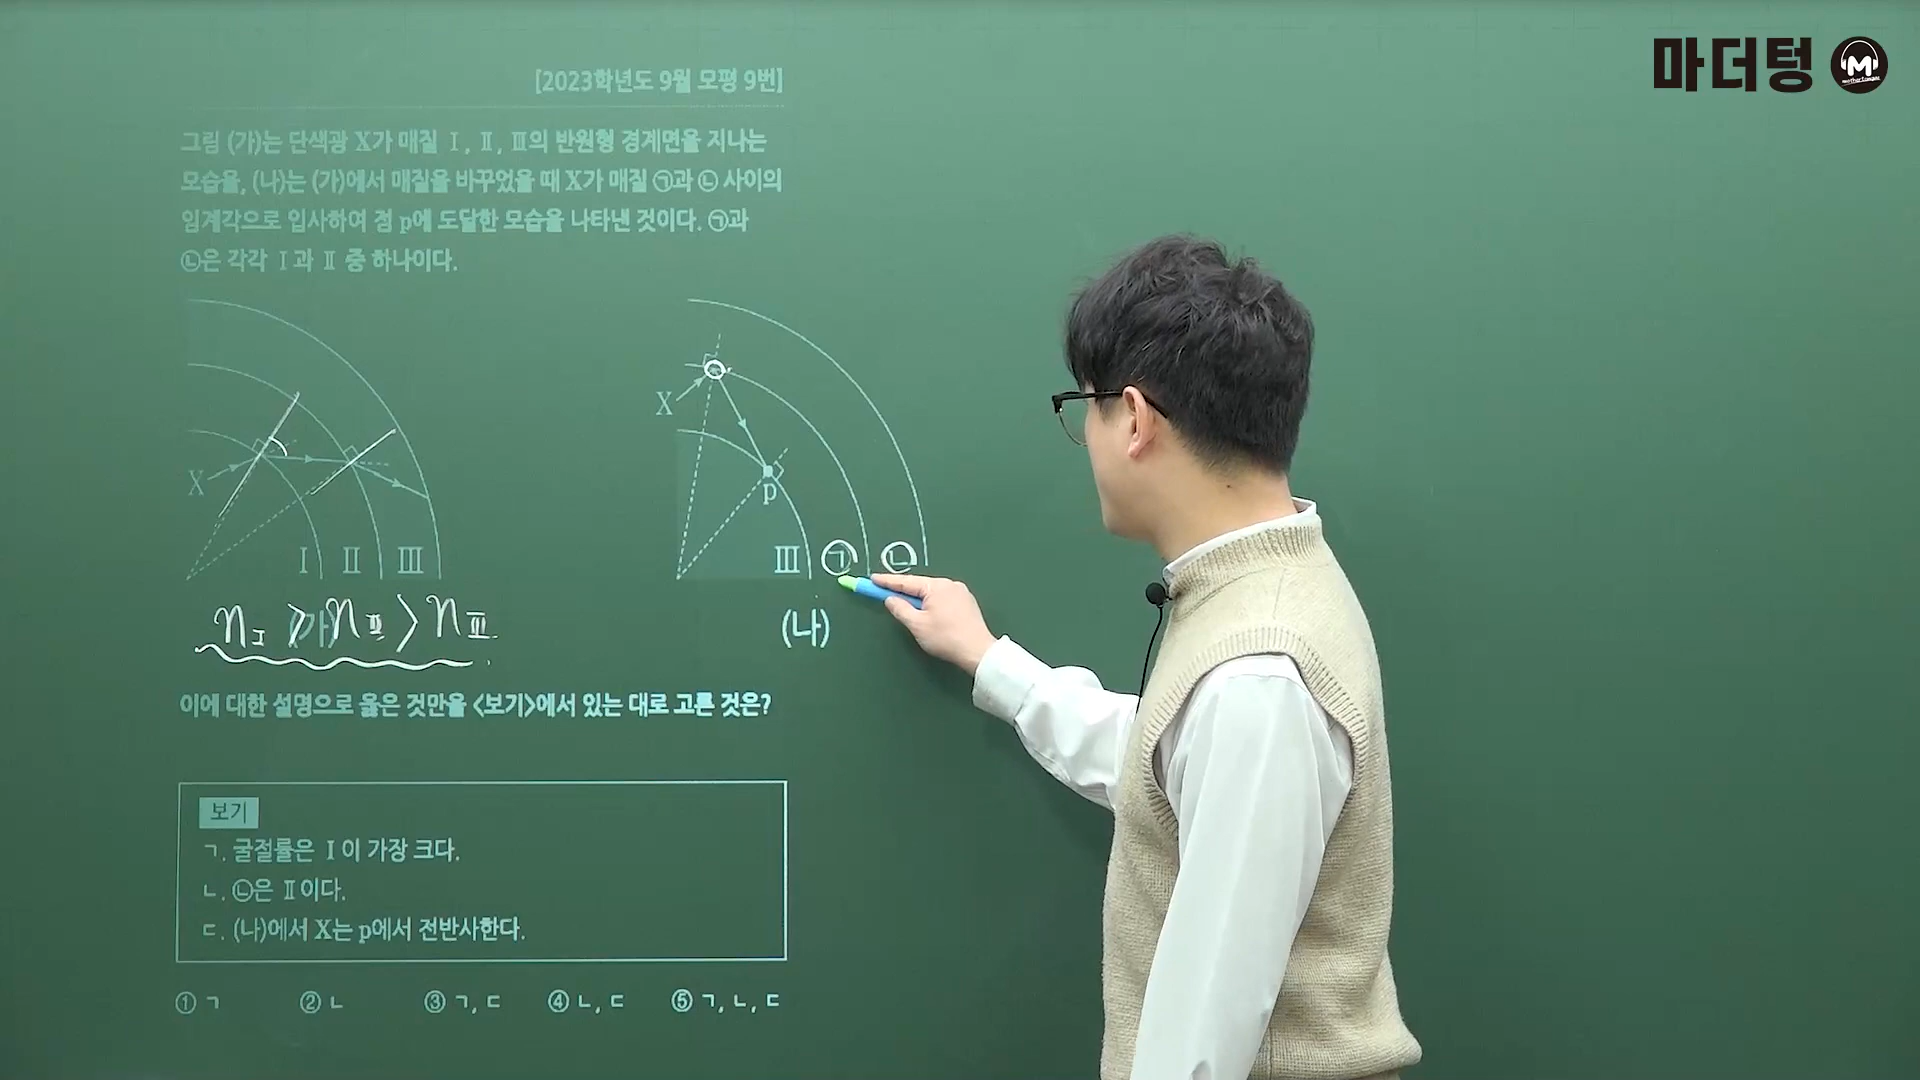 마더텅 M
[2023학년도 9월 모평 9번]
그림 (가)는 단색광 X가 매질 Ⅰ, Ⅱ, Ⅲ의 반원형 경계면을 지나는
모습을, (나)는 (가)에서 매질을 바꾸었을 때 X가 매질 ㉠과 ㉡ 사이의
임계각으로 입사하여 점 p에 도달한 모습을 나타낸 것이다. ㉠과
㉡은 각각 Ⅰ과 Ⅱ 중 하나이다.
X
Ⅰ Ⅱ Ⅲ
X
p
Ⅲ ㉠ ㉡
(가)
nⅠ > nⅡ > nⅢ
(나)
이에 대한 설명으로 옳은 것만을 <보기>에서 있는 대로 고른 것은?
보기
ㄱ. 굴절률은 Ⅰ이 가장 크다.
ㄴ. ㉡은 Ⅱ이다.
ㄷ. (나)에서 X는 p에서 전반사한다.
① ㄱ ② ㄴ ③ ㄱ, ㄷ ④ ㄴ, ㄷ ⑤ ㄱ, ㄴ, ㄷ